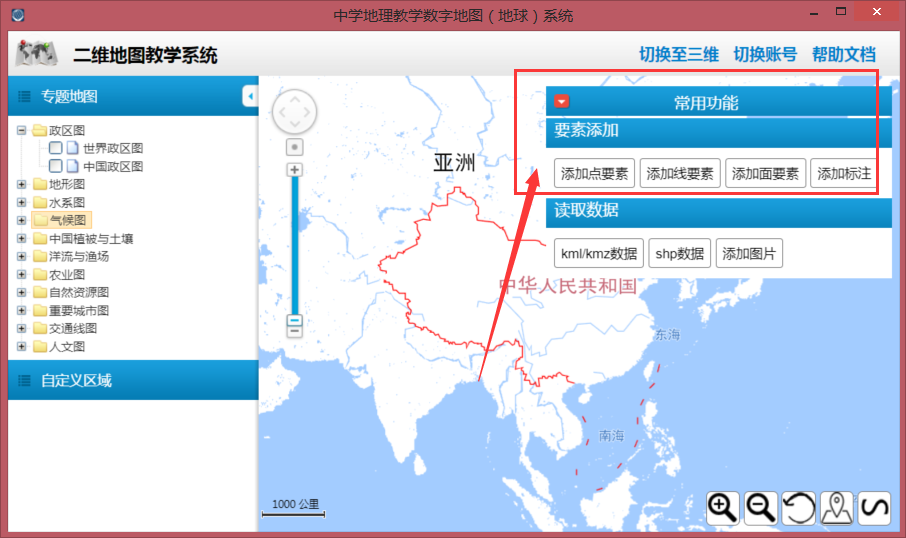 中学地理教学数字地图（地球）系统
二维地图教学系统
切换至三维 切换账号 帮助文档
专题地图
政区图
世界政区图
中国政区图
地形图
水系图
气候图
中国植被与土壤
洋流与渔场
农业图
自然资源图
重要城市图
交通线图
人文图
自定义区域
常用功能
要素添加
添加点要素 添加线要素 添加面要素 添加标注
读取数据
kml/kmz数据 shp数据 添加图片
亚洲
中华人民共和国
东海
南海
1000 公里